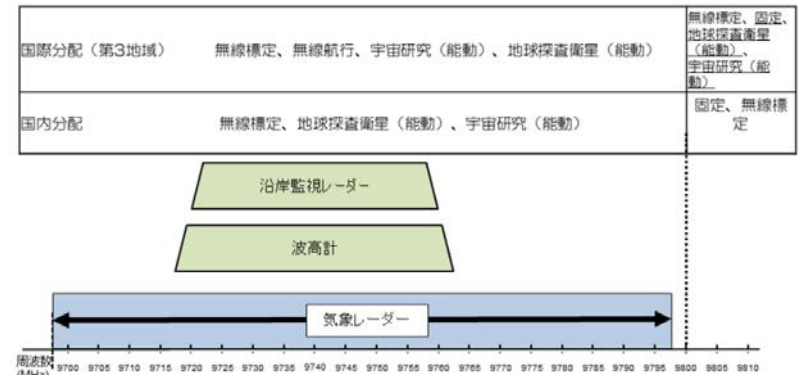 国際分配（第3地域）
無線標定、無線航行、宇宙研究（能動）、地球探査衛星（能動）
無線標定、固定、
地球探査衛星
（能動）、
宇宙研究（能
動）
国内分配
無線標定、地球探査衛星（能動）、宇宙研究（能動）
固定、無線標
定
沿岸監視レーダー
波高計
気象レーダー
周波数 9700 9705 9710 9715 9720 9725 9730 9735 9740 9745 9750 9755 9760 9765 9770 9775 9780 9785 9790 9795 9800 9805 9810
(MHz)